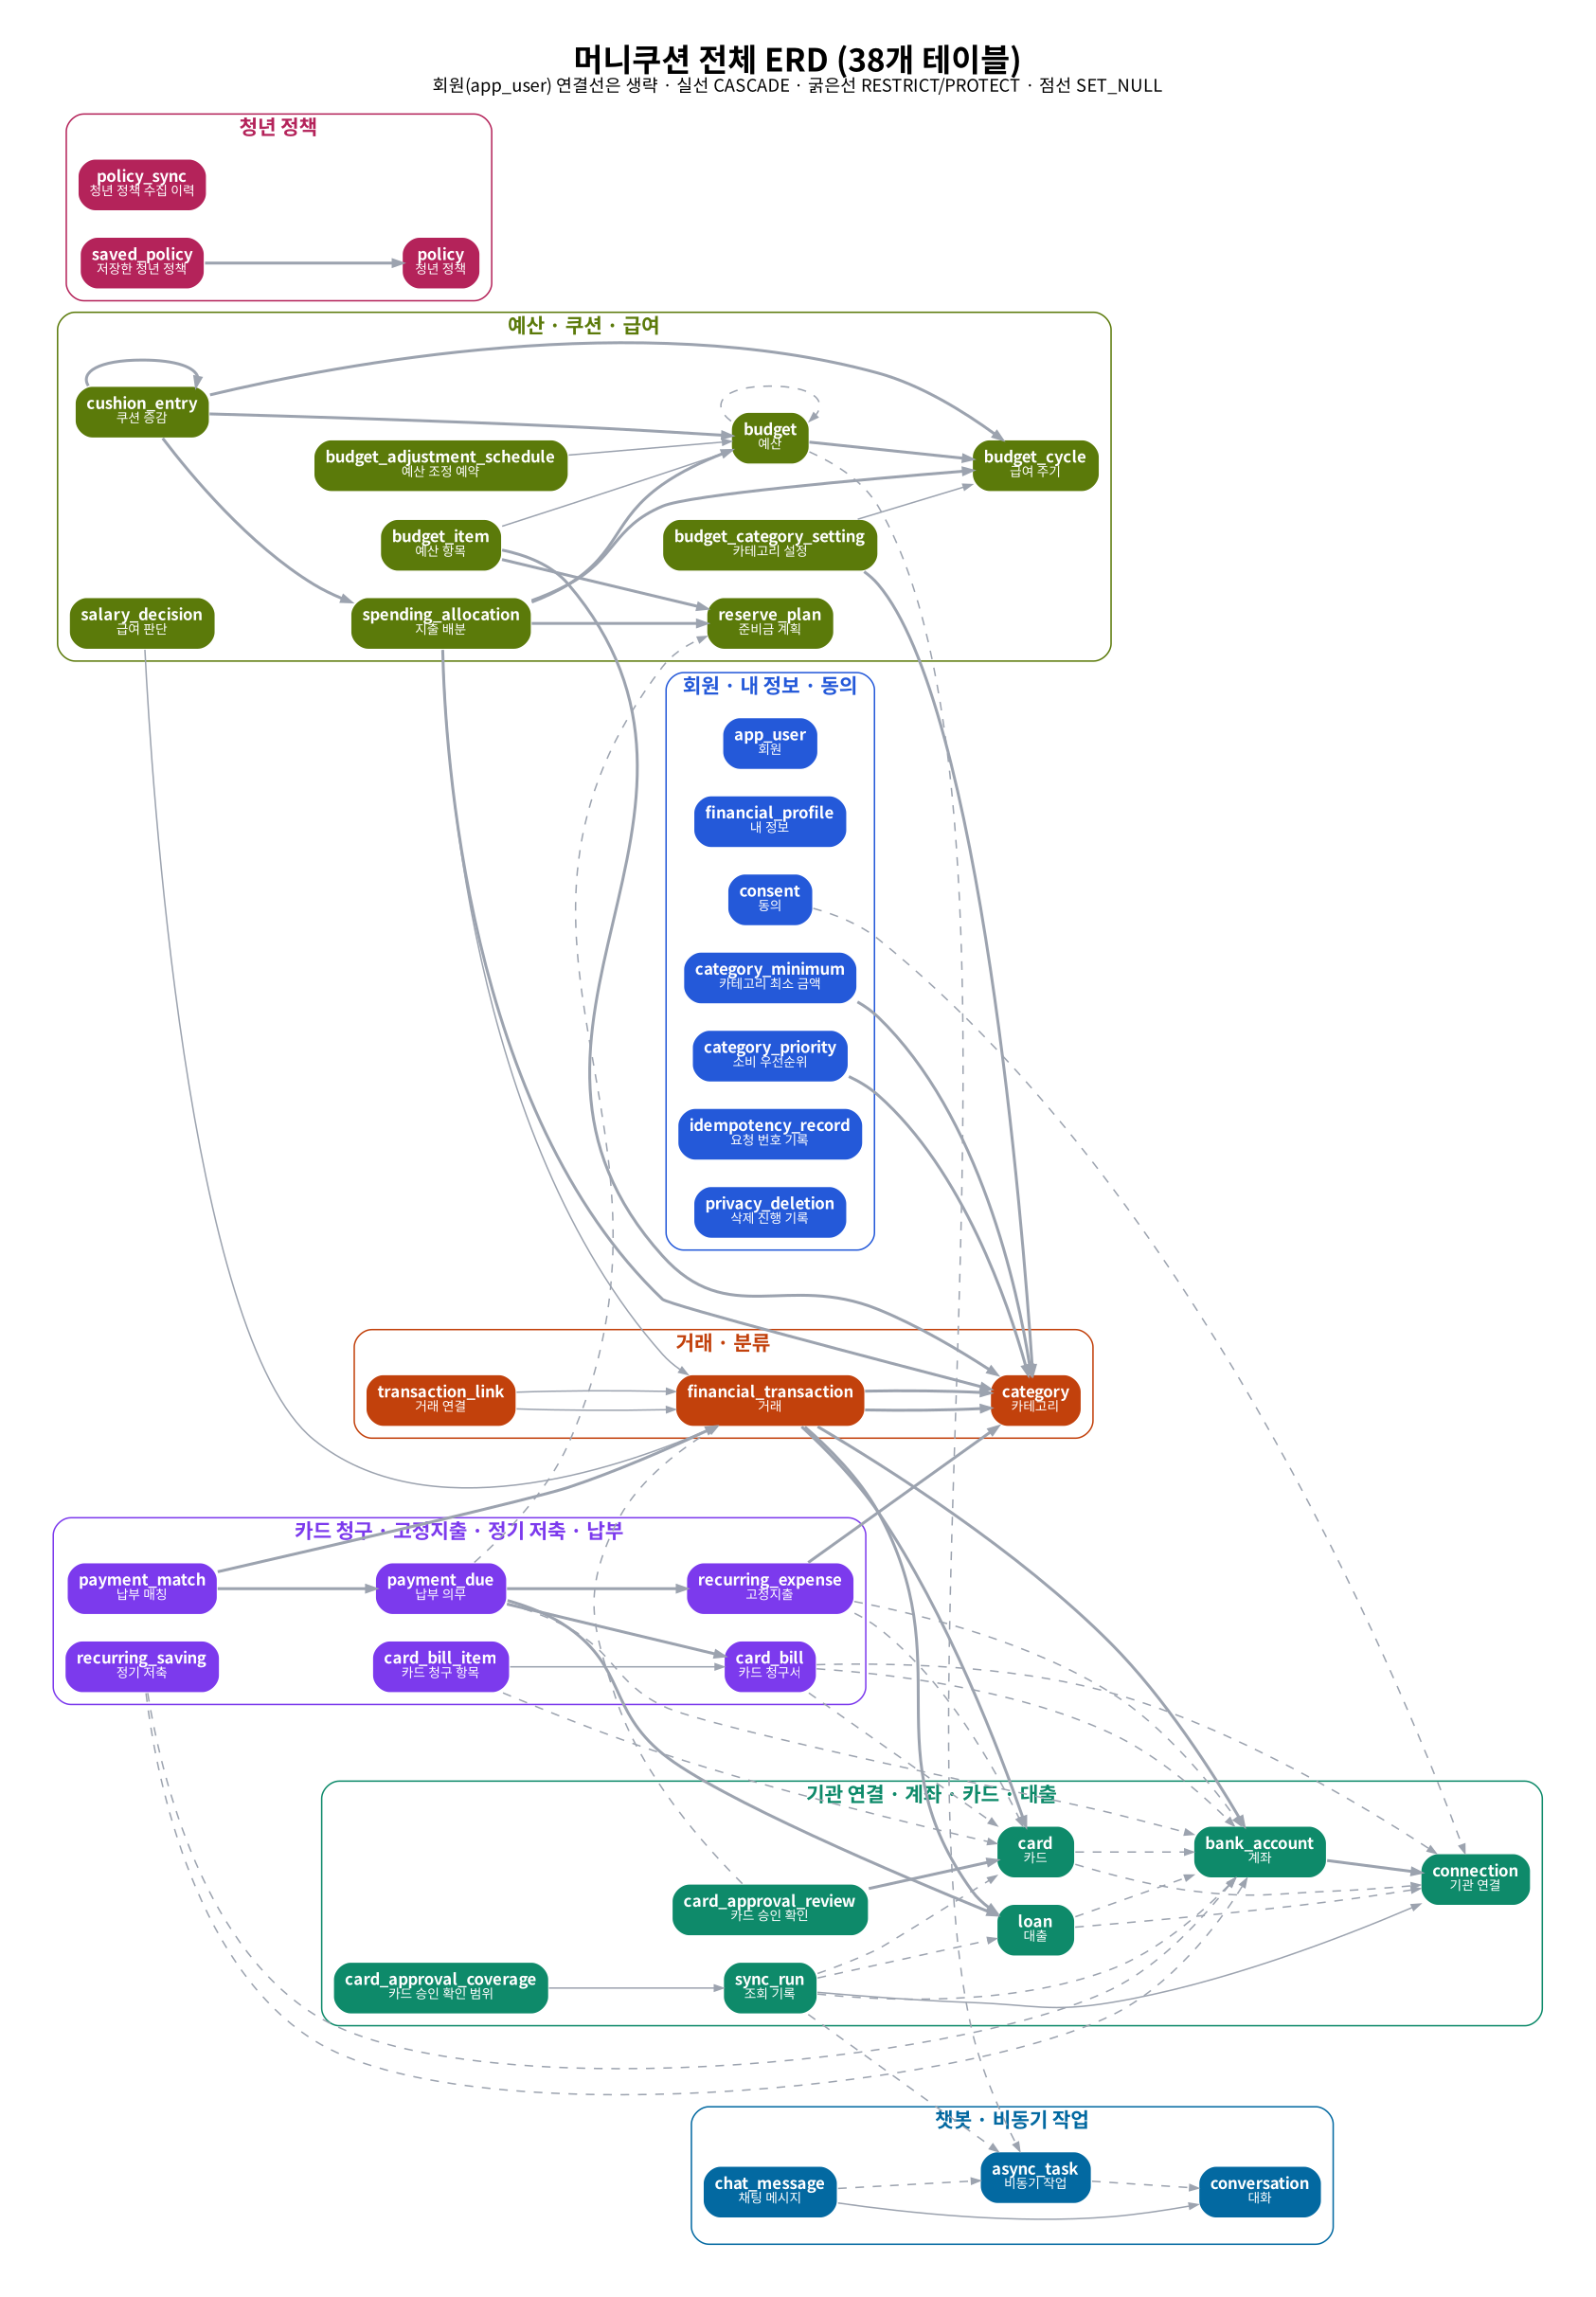 머니쿠션 전체 ERD (38개 테이블)
회원(app_user) 연결선은 생략 · 실선 CASCADE · 굵은선 RESTRICT/PROTECT · 점선 SET_NULL
청년 정책
policy_sync
청년 정책 수집 이력
saved_policy
저장한 청년 정책
policy
청년 정책
예산 · 쿠션 · 급여
cushion_entry
쿠션 증감
budget
예산
budget_adjustment_schedule
예산 조정 예약
budget_cycle
급여 주기
budget_item
예산 항목
budget_category_setting
카테고리 설정
salary_decision
급여 판단
spending_allocation
지출 배분
reserve_plan
준비금 계획
회원 · 내 정보 · 동의
app_user
회원
financial_profile
내 정보
consent
동의
category_minimum
카테고리 최소 금액
category_priority
소비 우선순위
idempotency_record
요청 번호 기록
privacy_deletion
삭제 진행 기록
거래 · 분류
transaction_link
거래 연결
financial_transaction
거래
category
카테고리
카드 청구 · 고정지출 · 정기 저축 · 납부
payment_match
납부 매칭
payment_due
납부 의무
recurring_expense
고정지출
recurring_saving
정기 저축
card_bill_item
카드 청구 항목
card_bill
카드 청구서
기관 연결 · 계좌 · 카드 · 대출
card
카드
bank_account
계좌
connection
기관 연결
card_approval_review
카드 승인 확인
loan
대출
card_approval_coverage
카드 승인 확인 범위
sync_run
조회 기록
챗봇 · 비동기 작업
chat_message
채팅 메시지
async_task
비동기 작업
conversation
대화